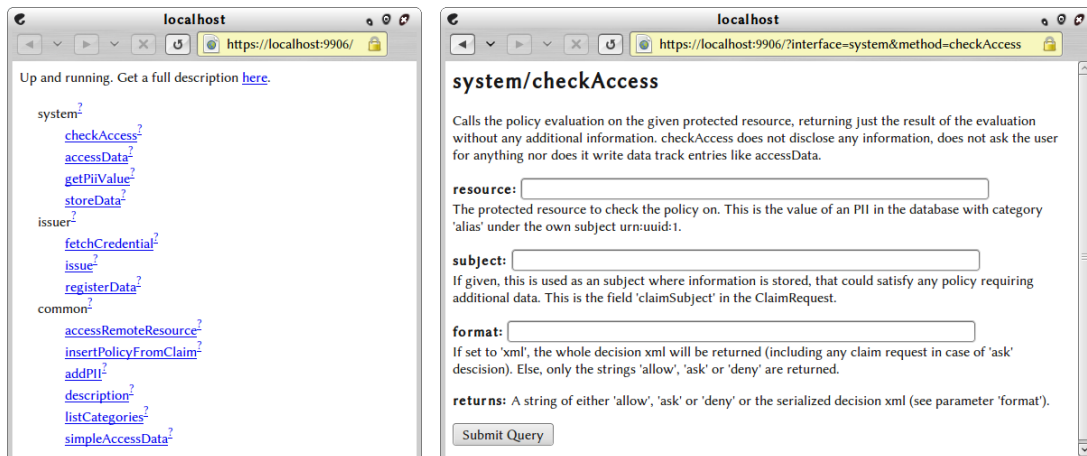 localhost
https://localhost:9906/
Up and running. Get a full description here.
system?
checkAccess?
accessData?
getPiiValue?
storeData?
issuer?
fetchCredential?
issue?
registerData?
common?
accessRemoteResource?
insertPolicyFromClaim?
addPII?
description?
listCategories?
simpleAccessData?
localhost
https://localhost:9906/?interface=system&method=checkAccess
system/checkAccess
Calls the policy evaluation on the given protected resource, returning just the result of the evaluation
without any additional information. checkAccess does not disclose any information, does not ask the user
for anything nor does it write data track entries like accessData.
resource:
The protected resource to check the policy on. This is the value of an PII in the database with category
'alias' under the own subject urn:uuid:1.
subject:
If given, this is used as an subject where information is stored, that could satisfy any policy requiring
additional data. This is the field 'claimSubject' in the ClaimRequest.
format:
If set to 'xml', the whole decision xml will be returned (including any claim request in case of 'ask'
descision). Else, only the strings 'allow', 'ask' or 'deny' are returned.
returns: A string of either 'allow', 'ask' or 'deny' or the serialized decision xml (see parameter 'format').
Submit Query